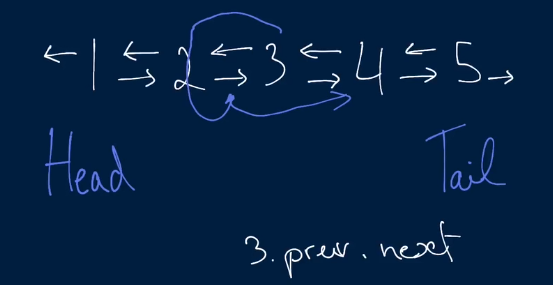 ← 1 ⇄ 2 ⇄ 3 ⇄ 4 ⇄ 5 →
Head Tail
3.prev.next